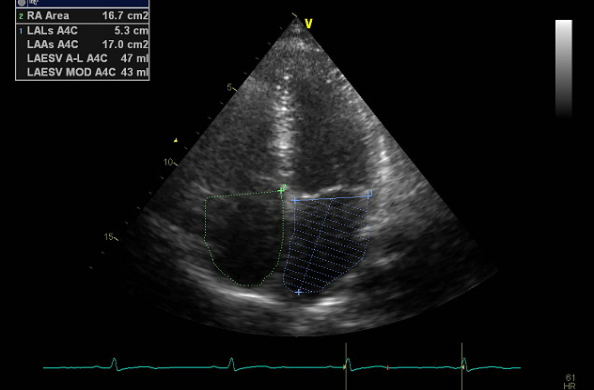 2 RA Area 16.7 cm2
1 LALs A4C 5.3 cm
LAAs A4C 17.0 cm2
LAESV A-L A4C 47 ml
LAESV MOD A4C 43 ml
V
5
10
15
61
HR